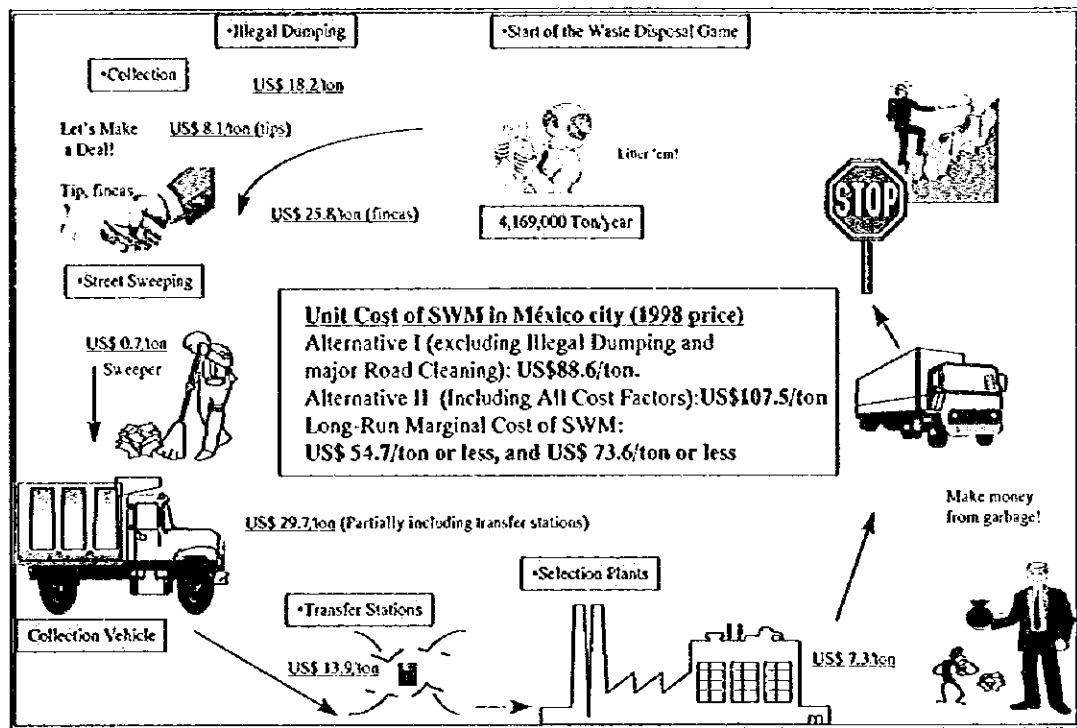 •Illegal Dumping
•Start of the Waste Disposal Game
•Collection
US$ 18.2/ton
Let's Make
a Deal!
US$ 8.1/ton (tips)
Litter 'em!
Tip, fincas
US$ 25.8/ton (fincas)
4,169,000 Ton/year
STOP
•Street Sweeping
US$ 0.7/ton
Sweeper
Unit Cost of SWM in México city (1998 price)
Alternative I (excluding Illegal Dumping and
major Road Cleaning): US$88.6/ton.
Alternative II (Including All Cost Factors):US$107.5/ton
Long-Run Marginal Cost of SWM:
US$ 54.7/ton or less, and US$ 73.6/ton or less
Make money
from garbage!
US$ 29.7/ton (Partially including transfer stations)
•Selection Plants
•Transfer Stations
Collection Vehicle
US$ 13.9/ton
US$ 7.3/ton